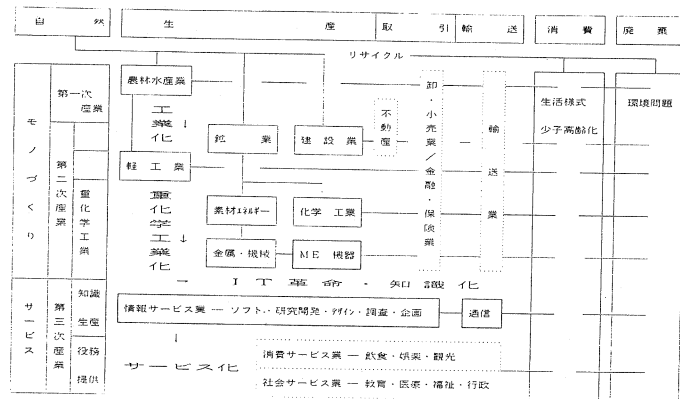 自然
生産
取引
輸送
消費
廃棄
リサイクル
モノづくり
サービス
第一次産業
第二次産業
重化学工業
第三次産業
知識生産
役務提供
農林水産業
工業化
↓
軽工業
重化学工業化
↓
鉱業
建設業
不動産
卸・小売業/金融・保険業
輸送業
生活様式
少子高齢化
環境問題
素材エネルギー
化学工業
金属・機械
ME機器
IT革命・知識化
情報サービス業 ― ソフト・研究開発・デザイン・調査・企画
通信
↓
サービス化
消費サービス業 ― 飲食・娯楽・観光
社会サービス業 ― 教育・医療・福祉・行政